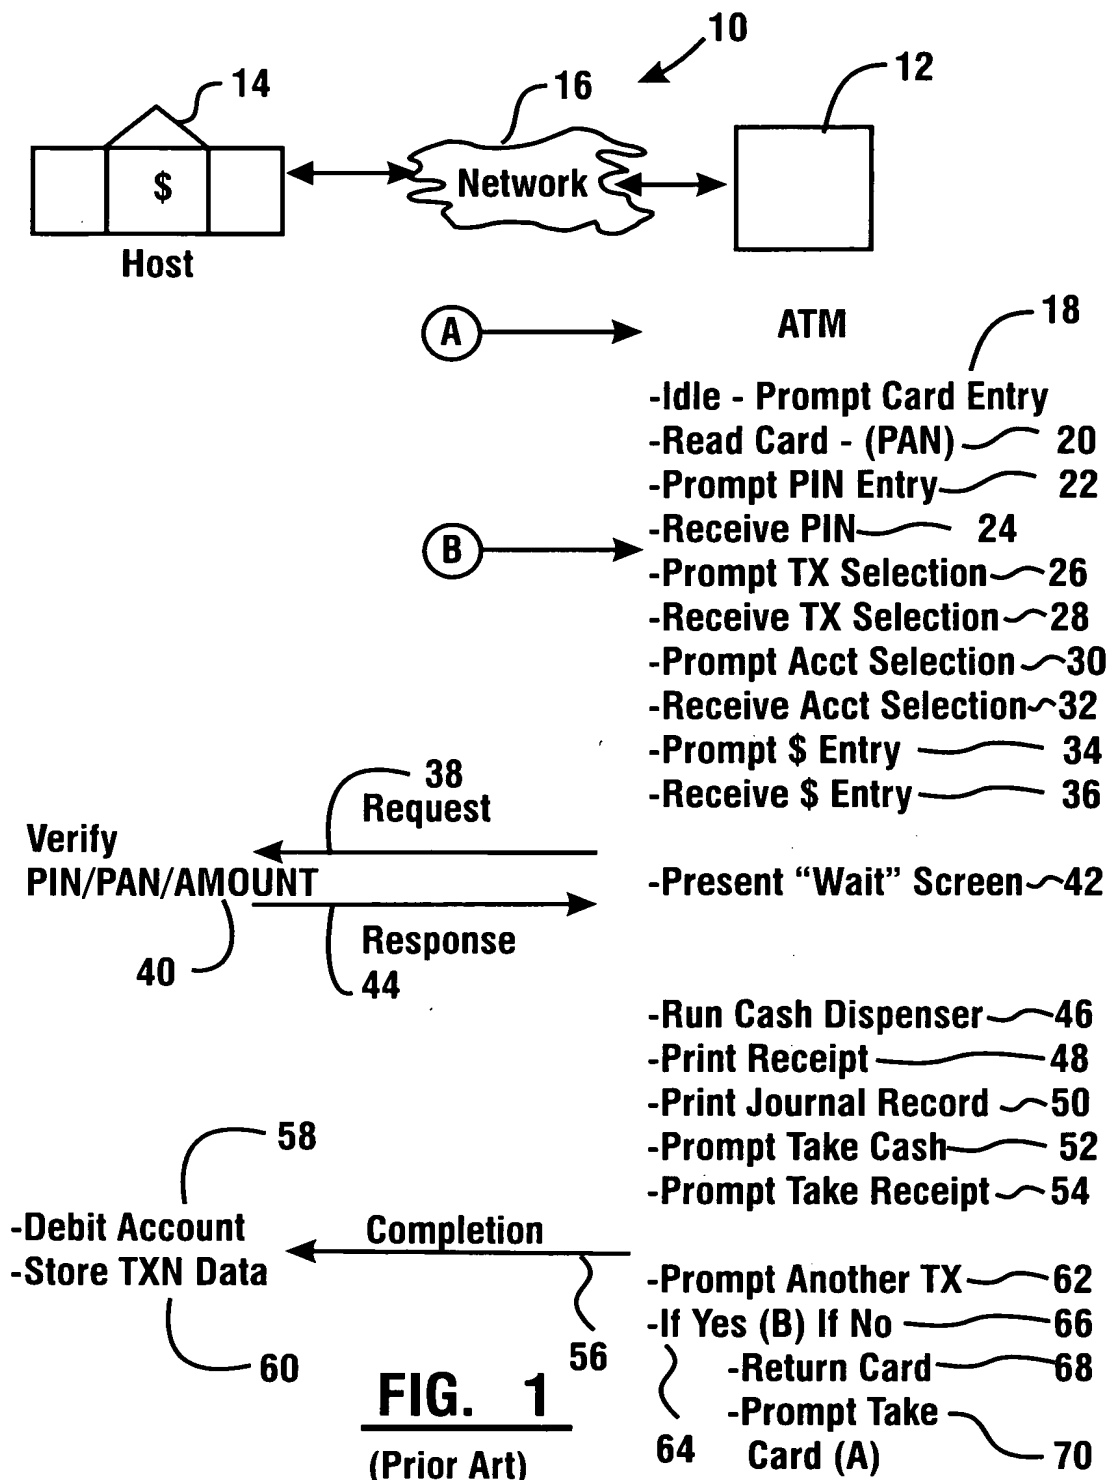 10
14
16
12
$
Network
Host
A
ATM
18
-Idle - Prompt Card Entry
-Read Card - (PAN) 20
-Prompt PIN Entry 22
-Receive PIN 24
B
-Prompt TX Selection 26
-Receive TX Selection 28
-Prompt Acct Selection 30
-Receive Acct Selection 32
-Prompt $ Entry 34
-Receive $ Entry 36
38
Request
Verify
PIN/PAN/AMOUNT
-Present “Wait” Screen 42
Response
40
44
-Run Cash Dispenser 46
-Print Receipt 48
-Print Journal Record 50
-Prompt Take Cash 52
-Prompt Take Receipt 54
58
-Debit Account
-Store TXN Data
Completion
-Prompt Another TX 62
-If Yes (B) If No 66
60
56
-Return Card 68
-Prompt Take
Card (A) 70
64
FIG. 1
(Prior Art)